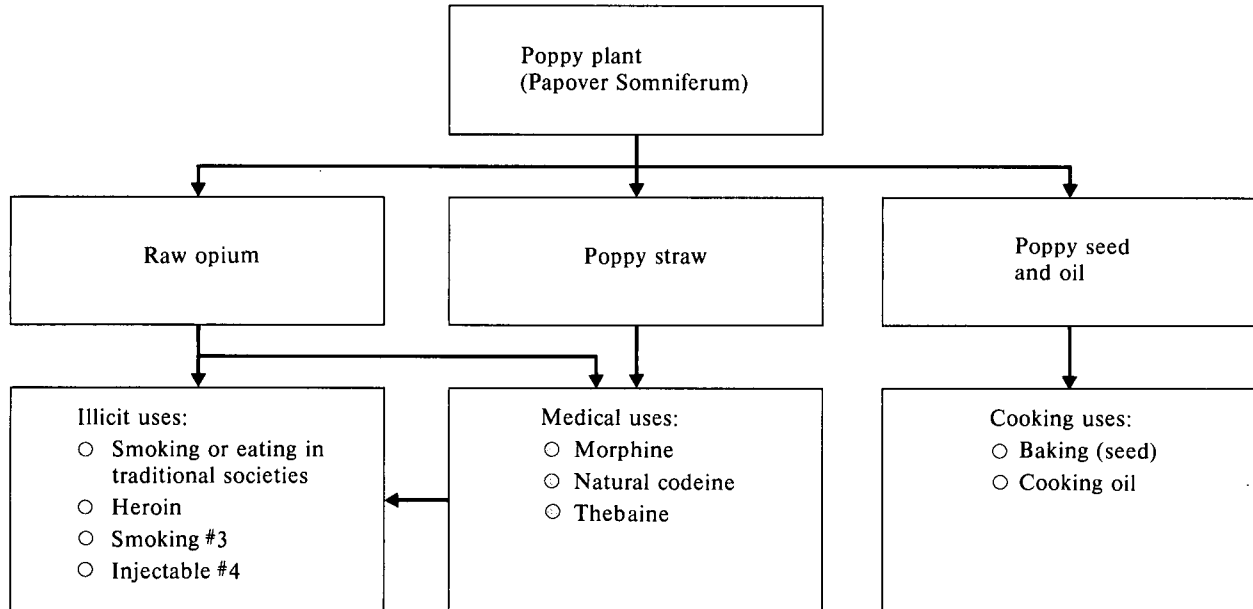 Poppy plant
(Papover Somniferum)
Raw opium
Poppy straw
Poppy seed
and oil
Illicit uses:
○ Smoking or eating in
traditional societies
○ Heroin
○ Smoking #3
○ Injectable #4
Medical uses:
○ Morphine
○ Natural codeine
○ Thebaine
Cooking uses:
○ Baking (seed)
○ Cooking oil